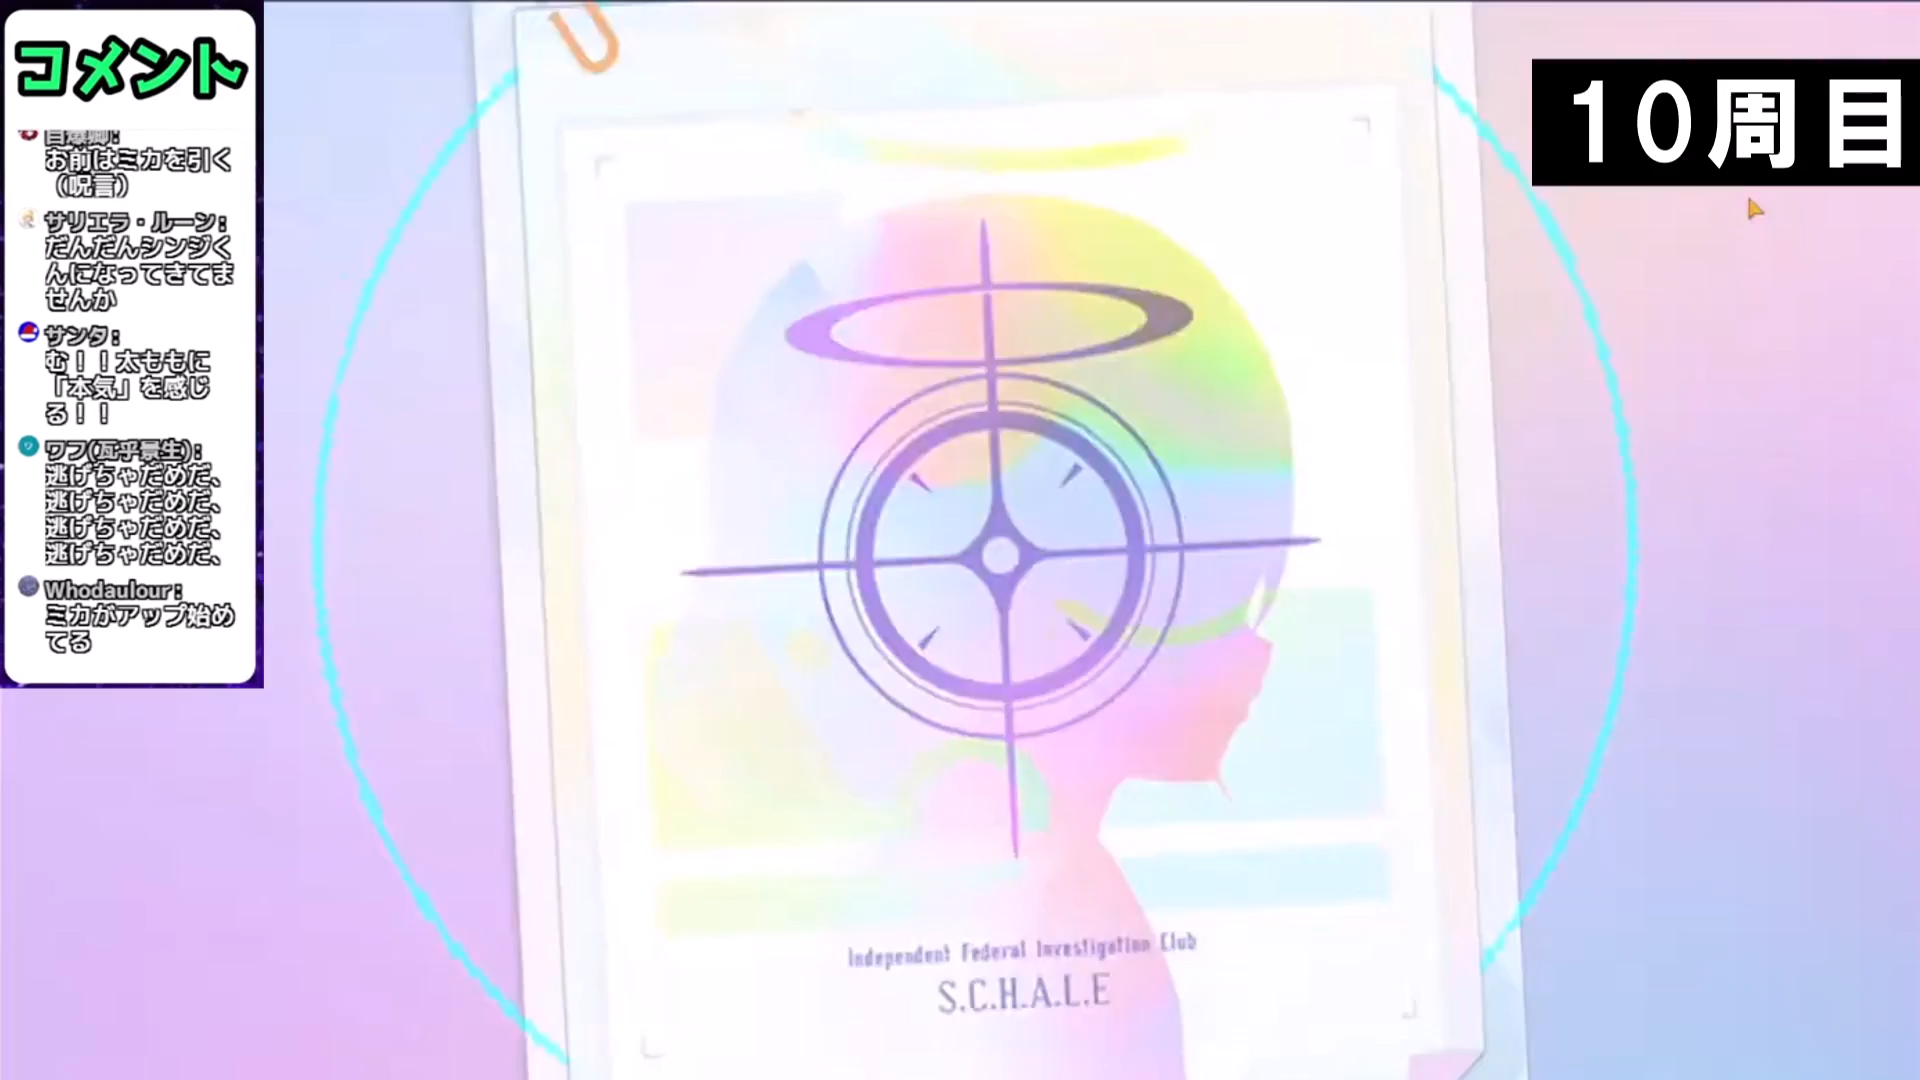 コメント
自爆卿:
お前はミカを引く
（呪言）
サリエラ・ルーン:
だんだんシンジく
んになってきてま
せんか
サンタ:
む！！太ももに
「本気」を感じ
る！！
ワフ(瓦乎景生):
逃げちゃだめだ、
逃げちゃだめだ、
逃げちゃだめだ、
逃げちゃだめだ、
Whodaulour:
ミカがアップ始め
てる
10周目
Independent Federal Investigation Club
S.C.H.A.L.E